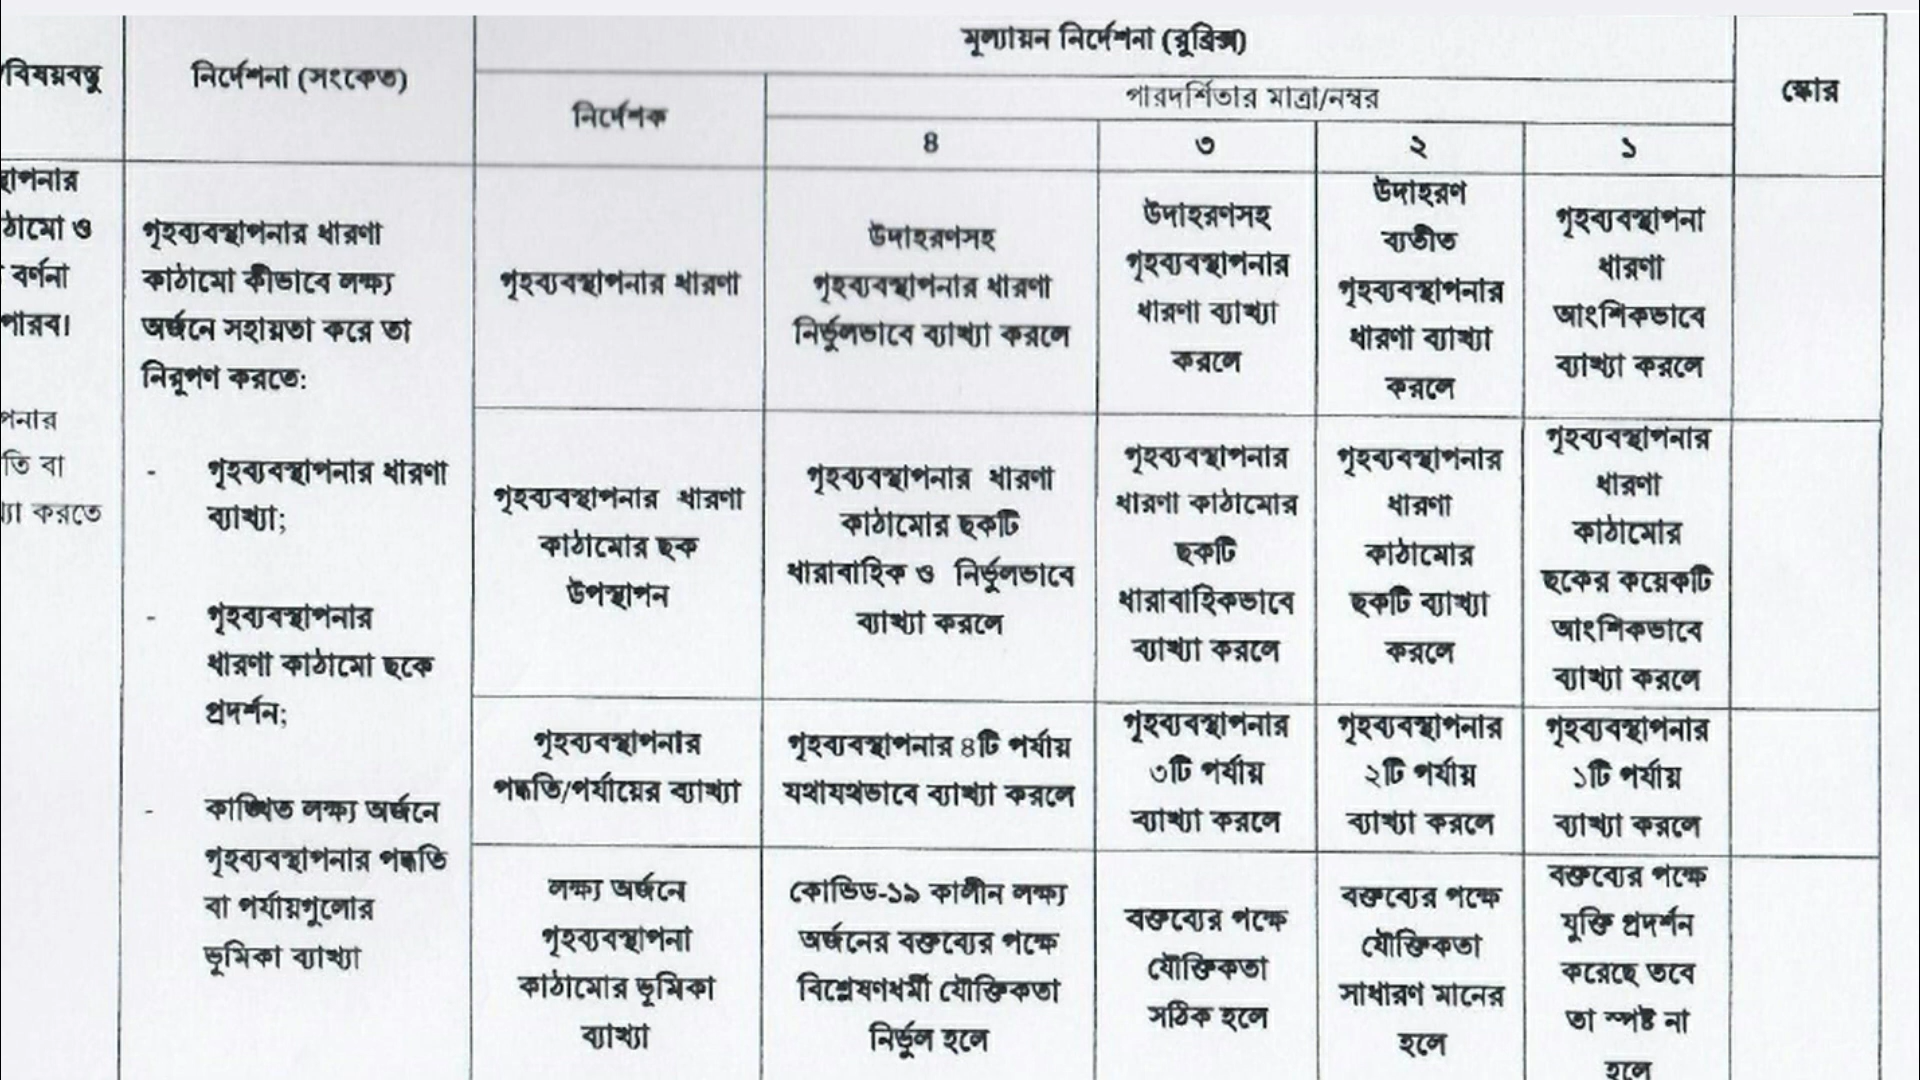 মূল্যায়ন নির্দেশনা (রুব্রিক্স)
বিষয়বস্তু
নির্দেশনা (সংকেত)
নির্দেশক
পারদর্শিতার মাত্রা/নম্বর
স্কোর
৪
৩
২
১
ঠামো ও
বর্ণনা
পারব।
তি বা
করতে
গৃহব্যবস্থাপনার ধারণা
কাঠামো কীভাবে লক্ষ্য
অর্জনে সহায়তা করে তা
নিরূপণ করতে:
- গৃহব্যবস্থাপনার ধারণা
ব্যাখ্যা;
- গৃহব্যবস্থাপনার
ধারণা কাঠামো ছকে
প্রদর্শন;
- কাঙ্খিত লক্ষ্য অর্জনে
গৃহব্যবস্থাপনার পদ্ধতি
বা পর্যায়গুলোর
ভূমিকা ব্যাখ্যা
গৃহব্যবস্থাপনার ধারণা
উদাহরণসহ
গৃহব্যবস্থাপনার ধারণা
নির্ভুলভাবে ব্যাখ্যা করলে
উদাহরণসহ
গৃহব্যবস্থাপনার
ধারণা ব্যাখ্যা
করলে
উদাহরণ
ব্যতীত
গৃহব্যবস্থাপনার
ধারণা ব্যাখ্যা
করলে
গৃহব্যবস্থাপনা
ধারণা
আংশিকভাবে
ব্যাখ্যা করলে
গৃহব্যবস্থাপনার ধারণা
কাঠামোর ছক
উপস্থাপন
গৃহব্যবস্থাপনার ধারণা
কাঠামোর ছকটি
ধারাবাহিক ও নির্ভুলভাবে
ব্যাখ্যা করলে
গৃহব্যবস্থাপনার
ধারণা কাঠামোর
ছকটি
ধারাবাহিকভাবে
ব্যাখ্যা করলে
গৃহব্যবস্থাপনার
ধারণা
কাঠামোর
ছকটি ব্যাখ্যা
করলে
গৃহব্যবস্থাপনার
ধারণা
কাঠামোর
ছকের কয়েকটি
আংশিকভাবে
ব্যাখ্যা করলে
গৃহব্যবস্থাপনার
পদ্ধতি/পর্যায়ের ব্যাখ্যা
গৃহব্যবস্থাপনার ৪টি পর্যায়
যথাযথভাবে ব্যাখ্যা করলে
গৃহব্যবস্থাপনার
৩টি পর্যায়
ব্যাখ্যা করলে
গৃহব্যবস্থাপনার
২টি পর্যায়
ব্যাখ্যা করলে
গৃহব্যবস্থাপনার
১টি পর্যায়
ব্যাখ্যা করলে
লক্ষ্য অর্জনে
গৃহব্যবস্থাপনা
কাঠামোর ভূমিকা
ব্যাখ্যা
কোভিড-১৯ কালীন লক্ষ্য
অর্জনের বক্তব্যের পক্ষে
বিশ্লেষণধর্মী যৌক্তিকতা
নির্ভুল হলে
বক্তব্যের পক্ষে
যৌক্তিকতা
সঠিক হলে
বক্তব্যের পক্ষে
যৌক্তিকতা
সাধারণ মানের
হলে
বক্তব্যের পক্ষে
যুক্তি প্রদর্শন
করেছে তবে
তা স্পষ্ট না
হলে